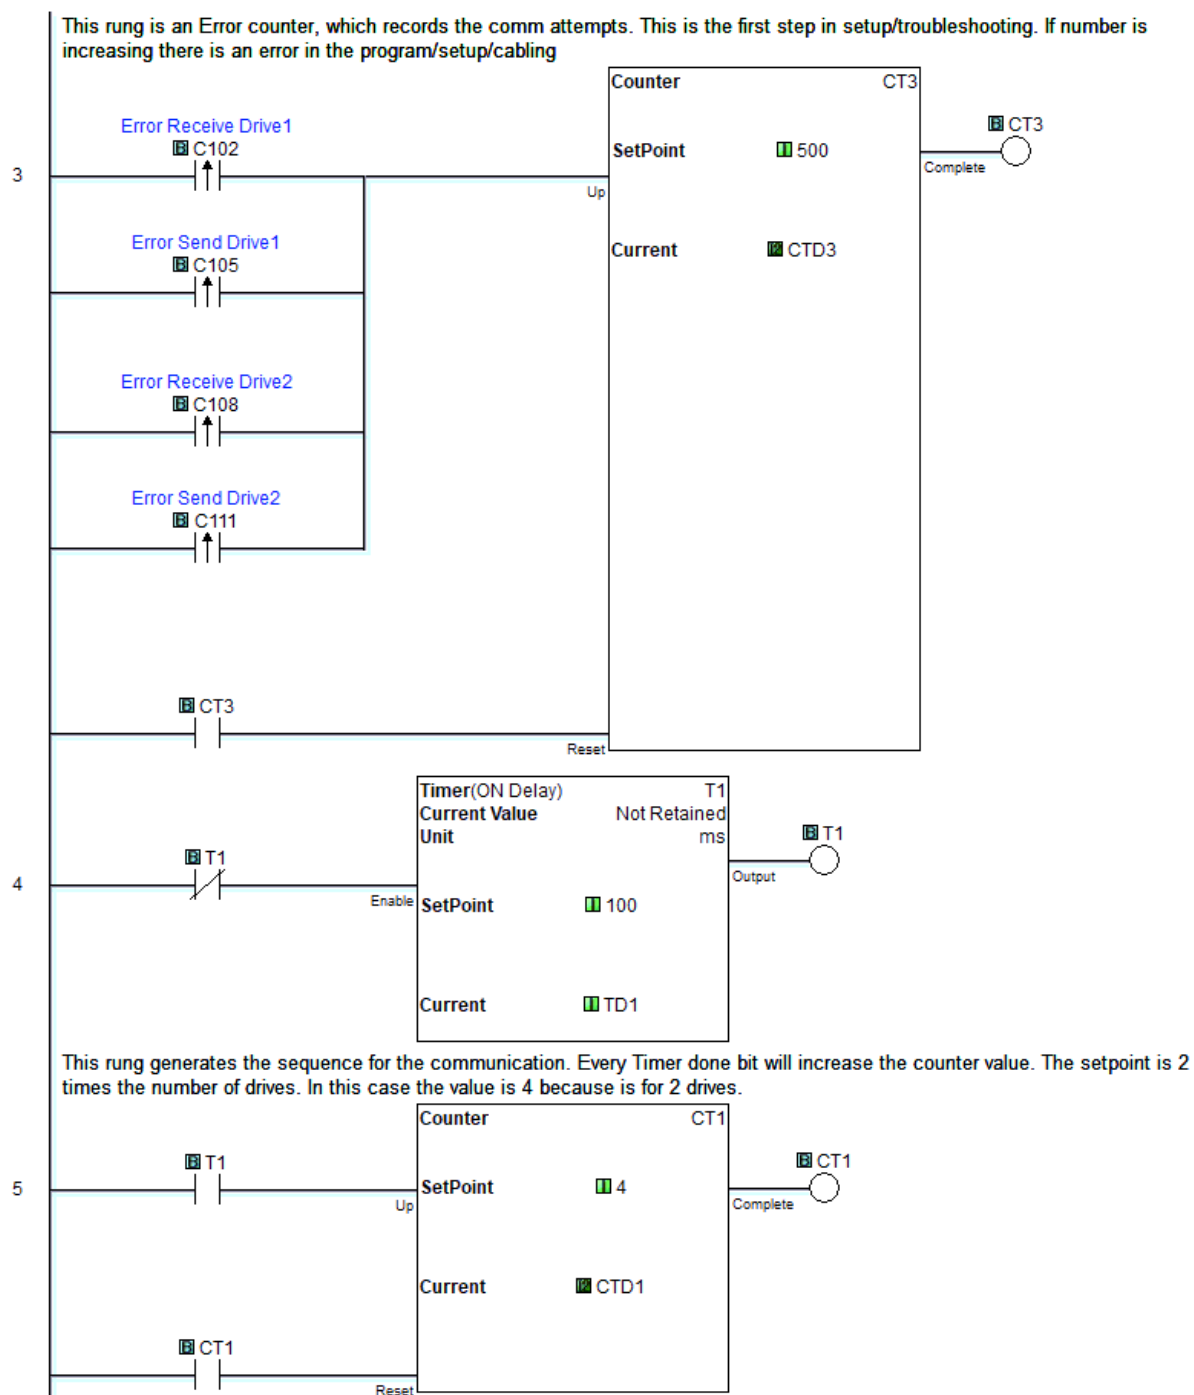 This rung is an Error counter, which records the comm attempts. This is the first step in setup/troubleshooting. If number is
increasing there is an error in the program/setup/cabling
Counter CT3
Error Receive Drive1
B C102
B CT3
SetPoint 500
Complete
3
Up
Error Send Drive1
B C105
Current CTD3
Error Receive Drive2
B C108
Error Send Drive2
B C111
B CT3
Reset
Timer(ON Delay) T1
Current Value Not Retained
Unit ms
B T1
B T1
4
Output
Enable
SetPoint 100
Current TD1
This rung generates the sequence for the communication. Every Timer done bit will increase the counter value. The setpoint is 2
times the number of drives. In this case the value is 4 because is for 2 drives.
Counter CT1
B T1
B CT1
5
SetPoint 4
Up
Complete
Current CTD1
B CT1
Reset